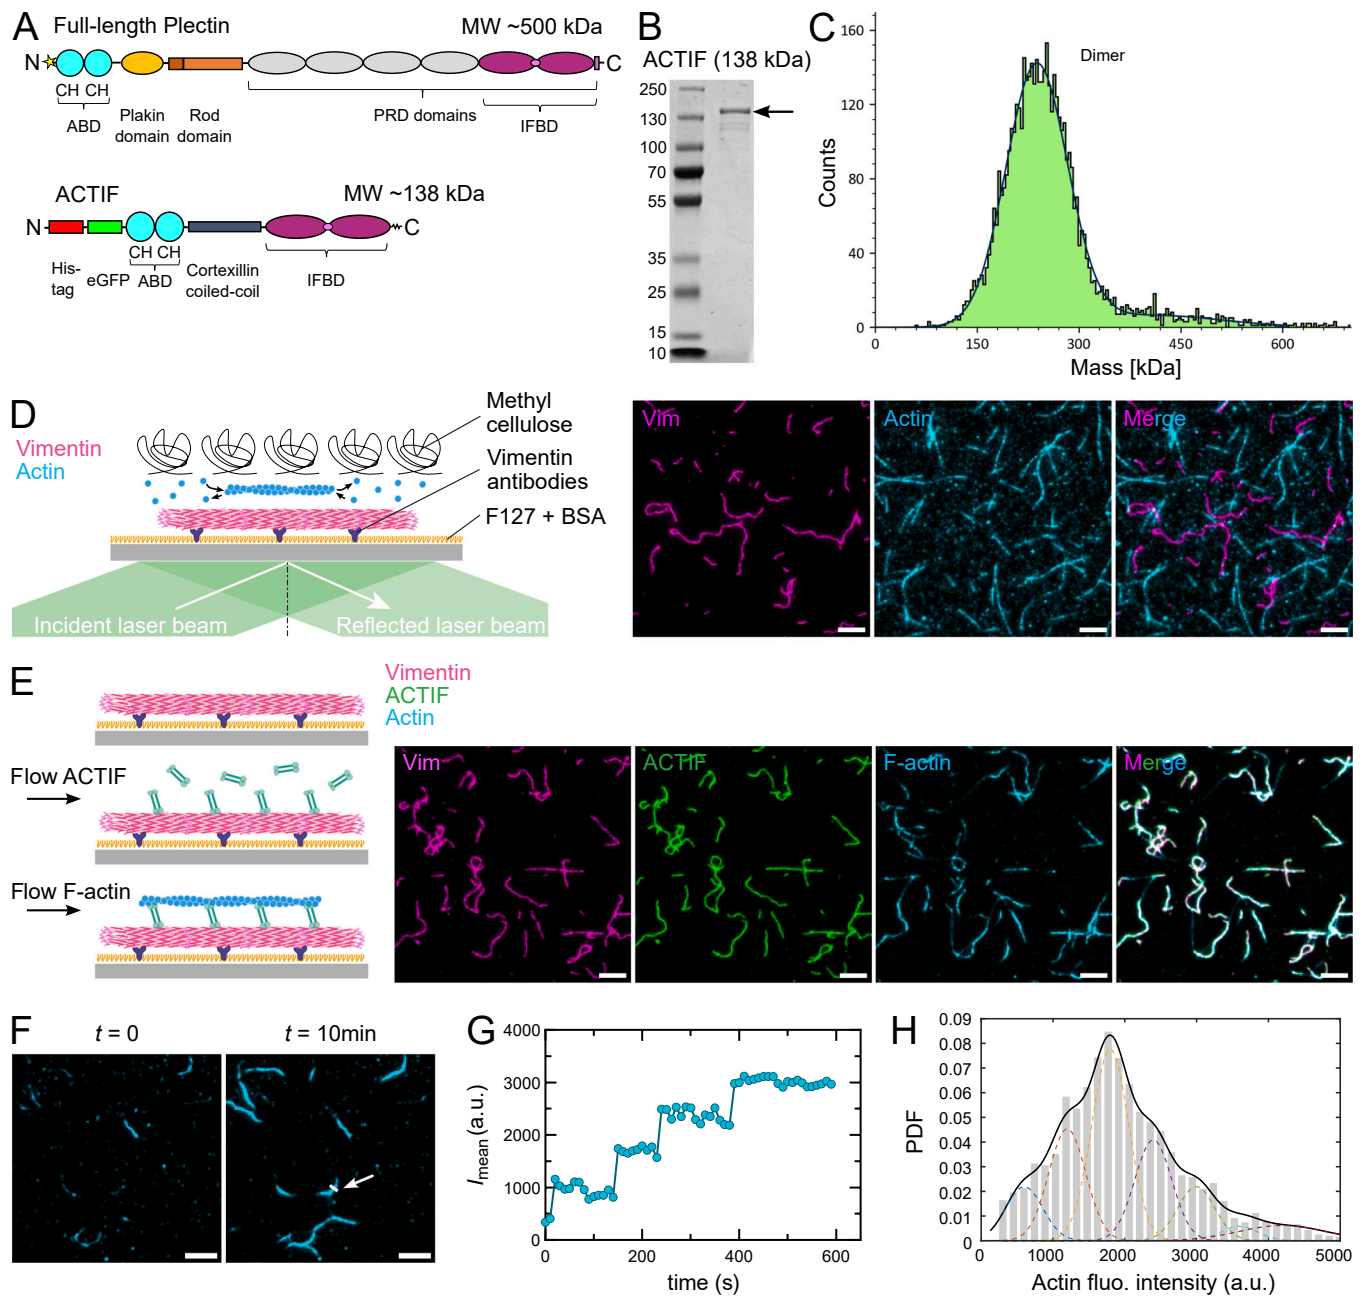 A
Full-length Plectin
MW ~500 kDa
N
C
CH CH
ABD
Plakin
domain
Rod
domain
PRD domains
IFBD
ACTIF
MW ~138 kDa
N
C
CH CH
His-
tag
eGFP
ABD
Cortexillin
coiled-coil
IFBD
B
ACTIF (138 kDa)
250
130
100
70
55
35
25
15
10
C
Dimer
Counts
160
120
80
40
0
0
150
300
450
600
Mass [kDa]
D
Vimentin
Actin
Methyl
cellulose
Vimentin
antibodies
F127 + BSA
Incident laser beam
Reflected laser beam
Vim
Actin
Merge
E
Vimentin
ACTIF
Actin
Flow ACTIF
Flow F-actin
Vim
ACTIF
F-actin
Merge
F
t = 0
t = 10min
G
4000
3000
2000
1000
0
Imean (a.u.)
0
200
400
600
time (s)
H
0.09
0.08
0.07
0.06
0.05
0.04
0.03
0.02
0.01
0
PDF
0
1000
2000
3000
4000
5000
Actin fluo. intensity (a.u.)